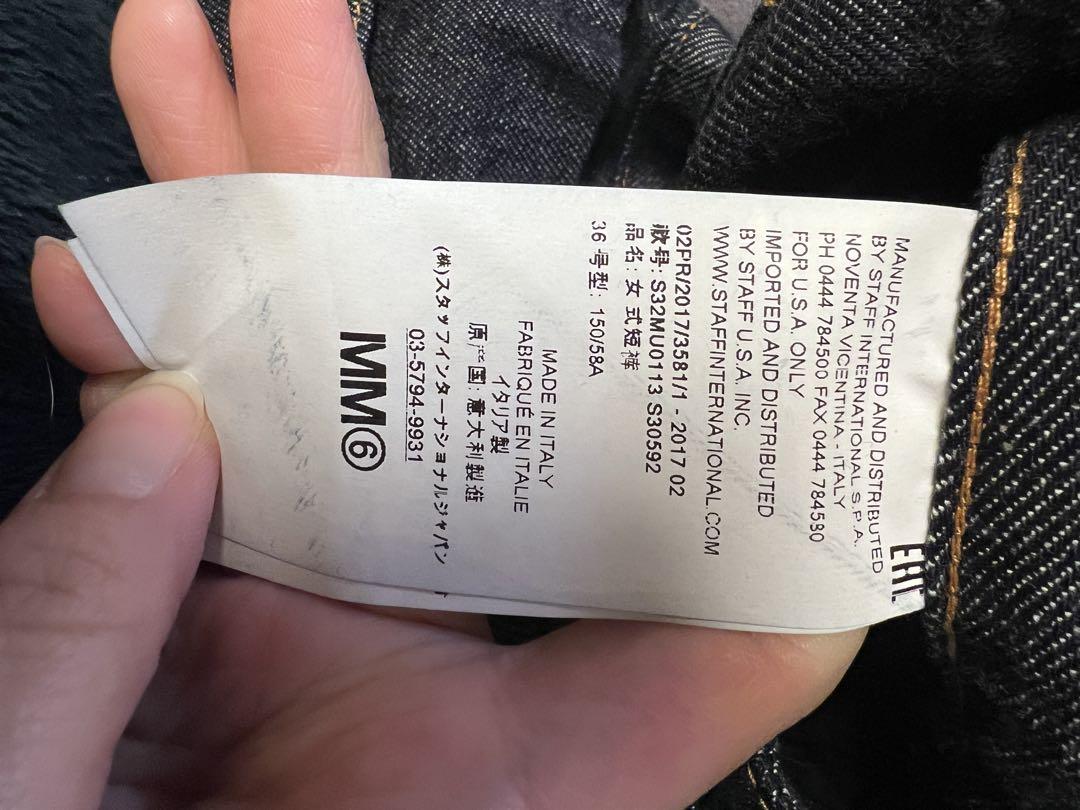 EAC
MANUFACTURED AND DISTRIBUTED
BY STAFF INTERNATIONAL S.P.A.
NOVENTA VICENTINA - ITALY
PH 0444 784500 FAX 0444 784580
FOR U.S.A. ONLY
IMPORTED AND DISTRIBUTED
BY STAFF U.S.A. INC.
WWW.STAFFINTERNATIONAL.COM
02PR/2017/3581/1 - 2017 02
款号: S32MU0113 S30592
品名: 女式短裤
36 号型: 150/58A
MADE IN ITALY
FABRIQUÉ EN ITALIE
イタリア製
原产国: 意大利製造
(株)スタッフインターナショナルジャパン
03-5794-9931
MM⑥